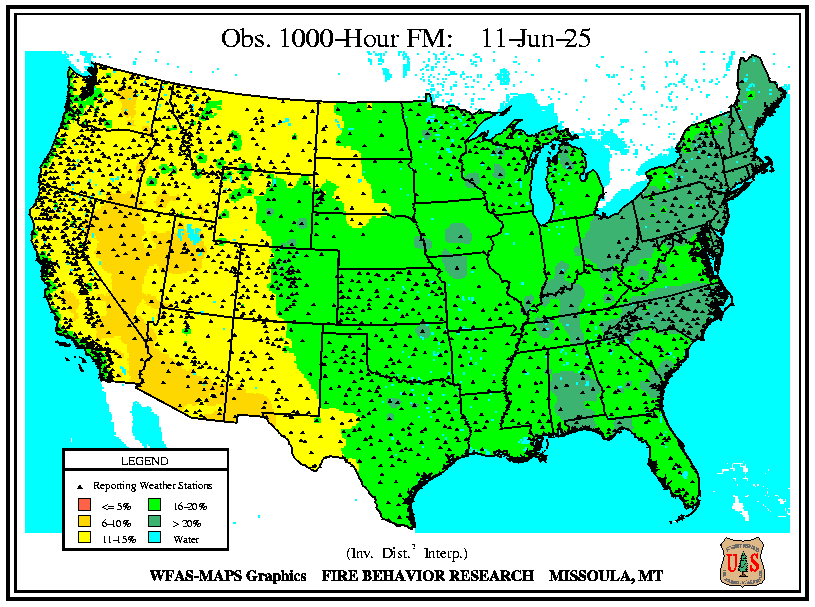 Obs. 1000-Hour FM: 11-Jun-25
LEGEND
Reporting Weather Stations
<= 5%
16-20%
6-10%
> 20%
11-15%
Water
(Inv. Dist.² Interp.)
WFAS-MAPS Graphics FIRE BEHAVIOR RESEARCH MISSOULA, MT
U S